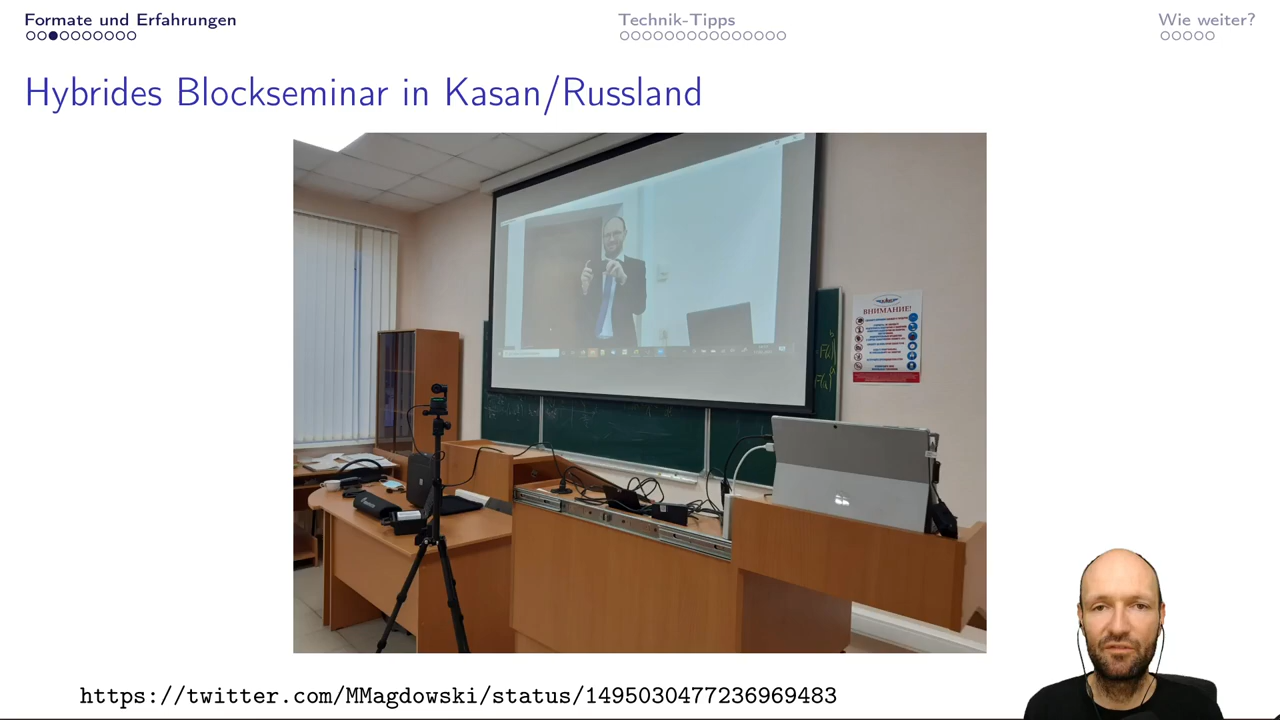 Formate und Erfahrungen
Technik-Tipps
Wie weiter?
Hybrides Blockseminar in Kasan/Russland
ВНИМАНИЕ!
https://twitter.com/MMagdowski/status/1495030477236969483